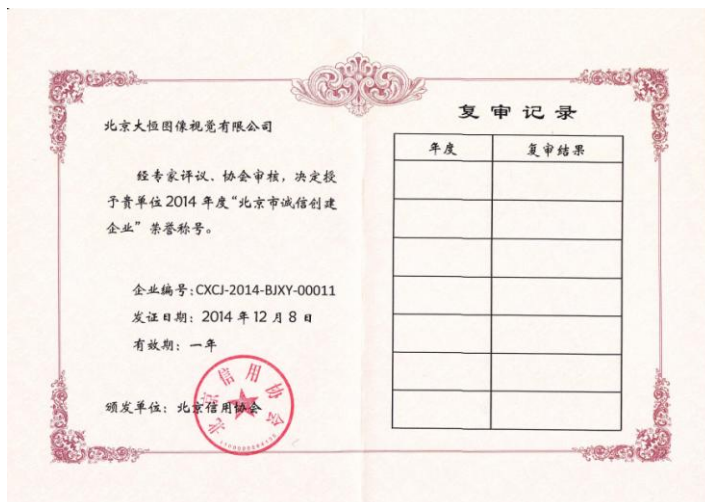 北京大恒图像视觉有限公司
经专家评议、协会审核，决定授
予贵单位2014年度“北京市诚信创建
企业”荣誉称号。
企业编号:CXCJ-2014-BJXY-00011
发证日期：2014年12月8日
有效期：一年
颁发单位：北京信用协会
北京信用协会
复审记录
年度 复审结果